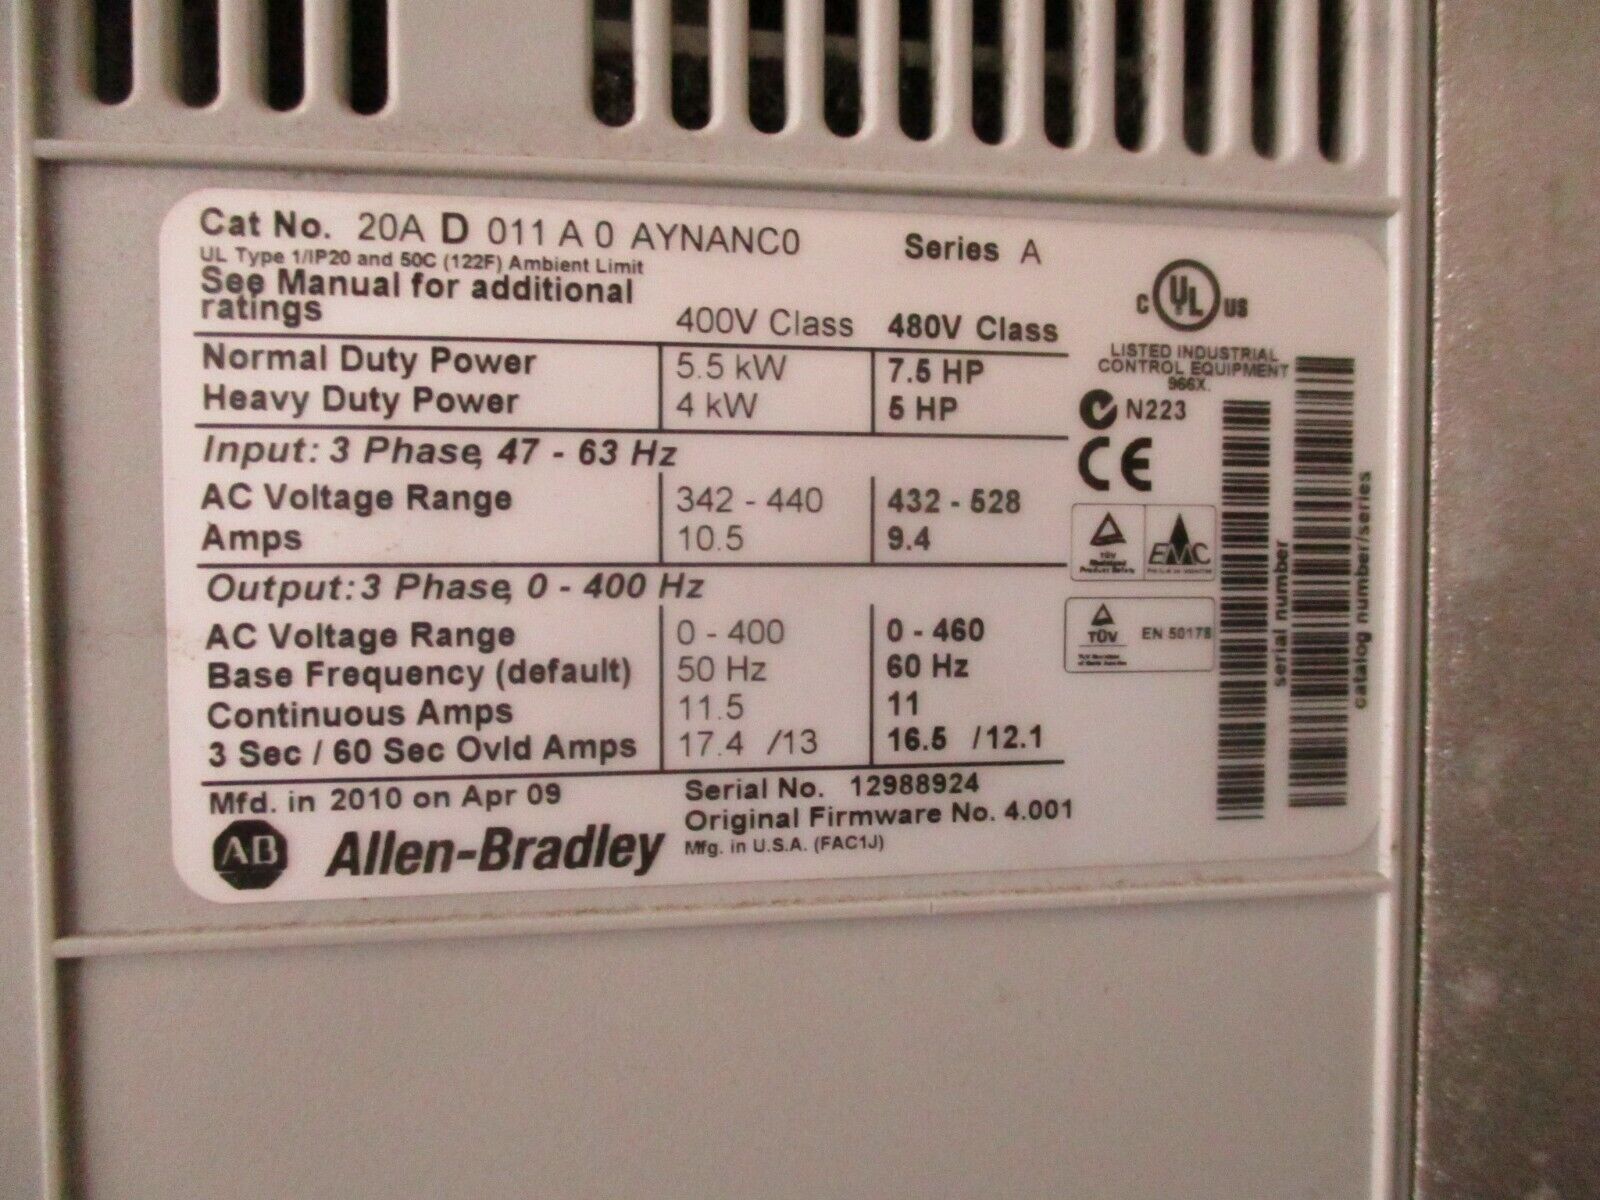 Cat No. 20A D 011 A 0 AYNANC0 Series A
UL Type 1/IP20 and 50C (122F) Ambient Limit
See Manual for additional
ratings
400V Class 480V Class
Normal Duty Power 5.5 kW 7.5 HP
Heavy Duty Power 4 kW 5 HP
Input: 3 Phase, 47 - 63 Hz
AC Voltage Range 342 - 440 432 - 528
Amps 10.5 9.4
Output: 3 Phase, 0 - 400 Hz
AC Voltage Range 0 - 400 0 - 460
Base Frequency (default) 50 Hz 60 Hz
Continuous Amps 11.5 11
3 Sec / 60 Sec Ovld Amps 17.4 /13 16.5 /12.1
Mfd. in 2010 on Apr 09
Serial No. 12988924
Original Firmware No. 4.001
Mfg. in U.S.A. (FAC1J)
AB Allen-Bradley
C UL US
LISTED INDUSTRIAL
CONTROL EQUIPMENT
966X.
N223
CE
TÜV
Product Safety
EMC
TÜV
EN 50178
serial number
catalog number/series